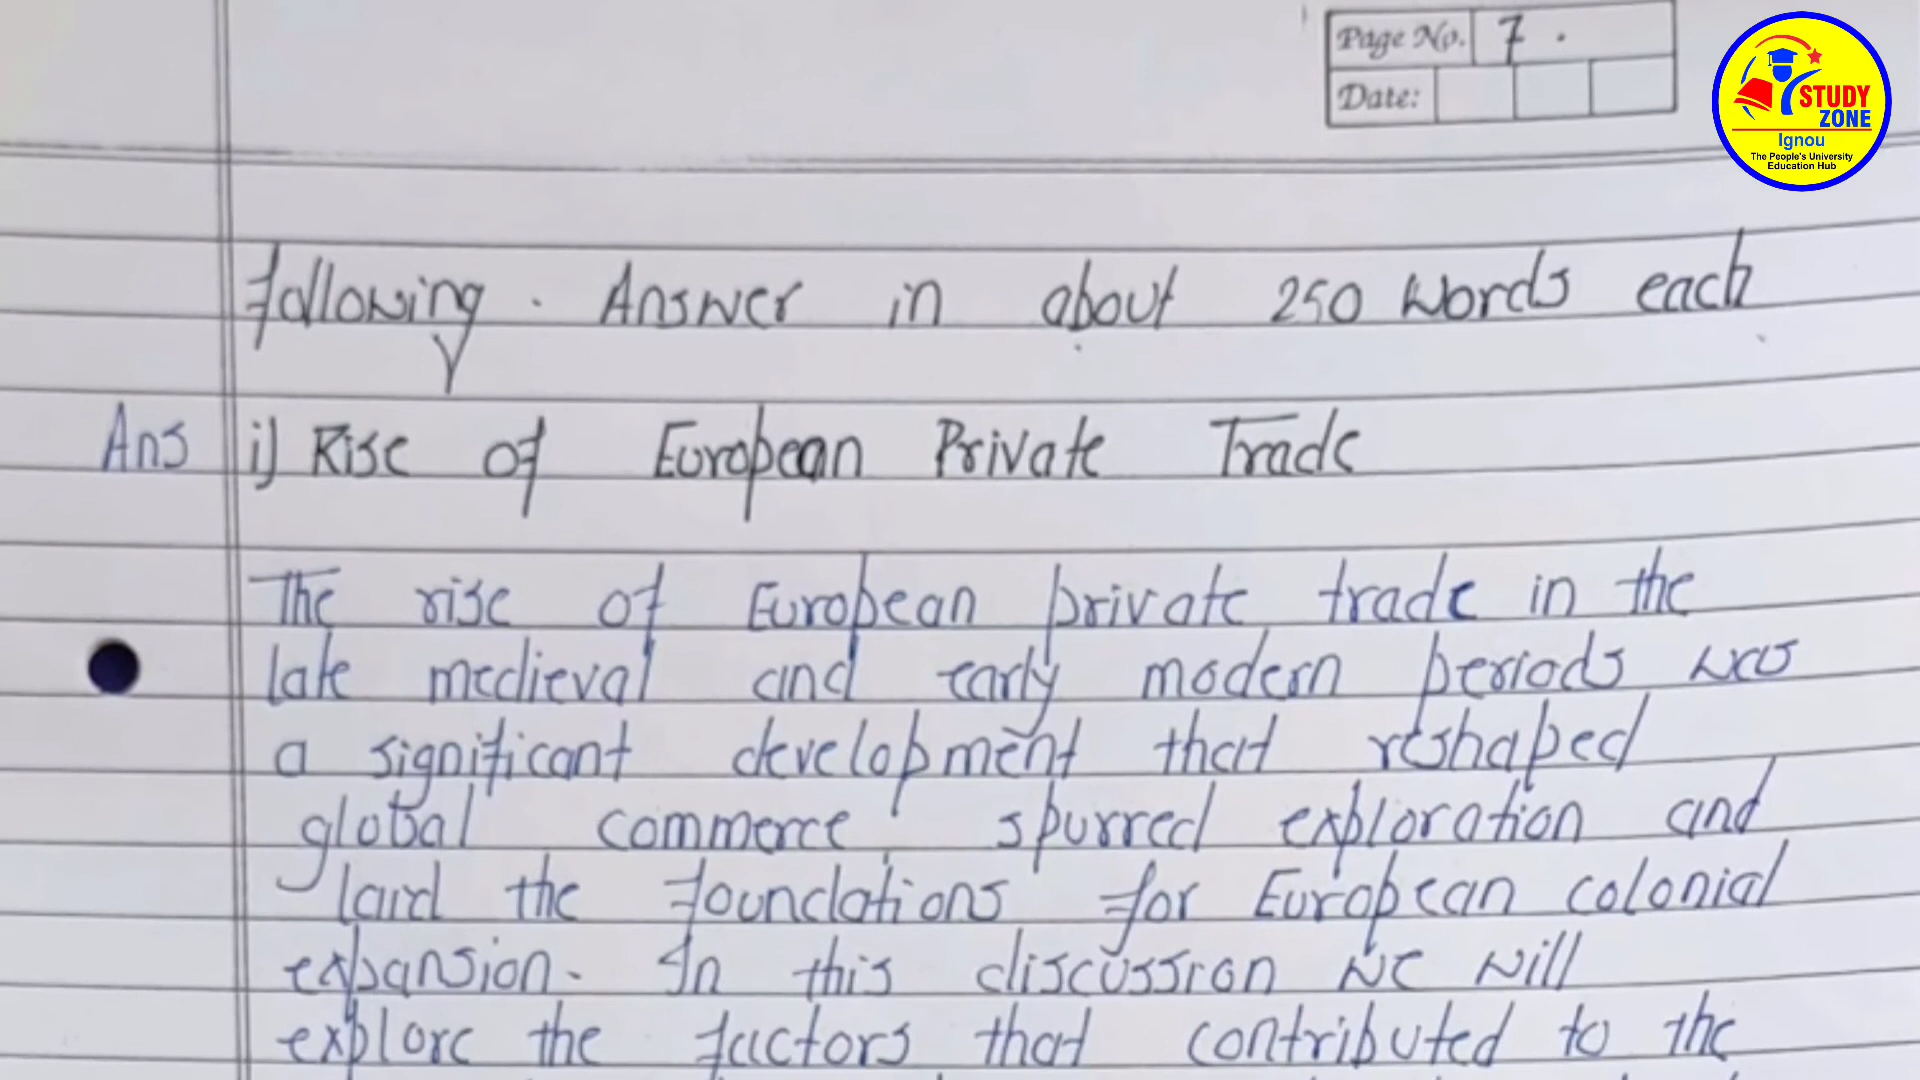 Page No. 7.
Date:
STUDY
ZONE
Ignou
The People's University
Education Hub
following. Answer in about 250 words each
Ans i) Rise of European Private Trade
The rise of European private trade in the
late medieval and early modern periods was
a significant development that reshaped
global commerce spurred exploration and
laid the foundations for European colonial
expansion. In this discussion we will
explore the factors that contributed to the